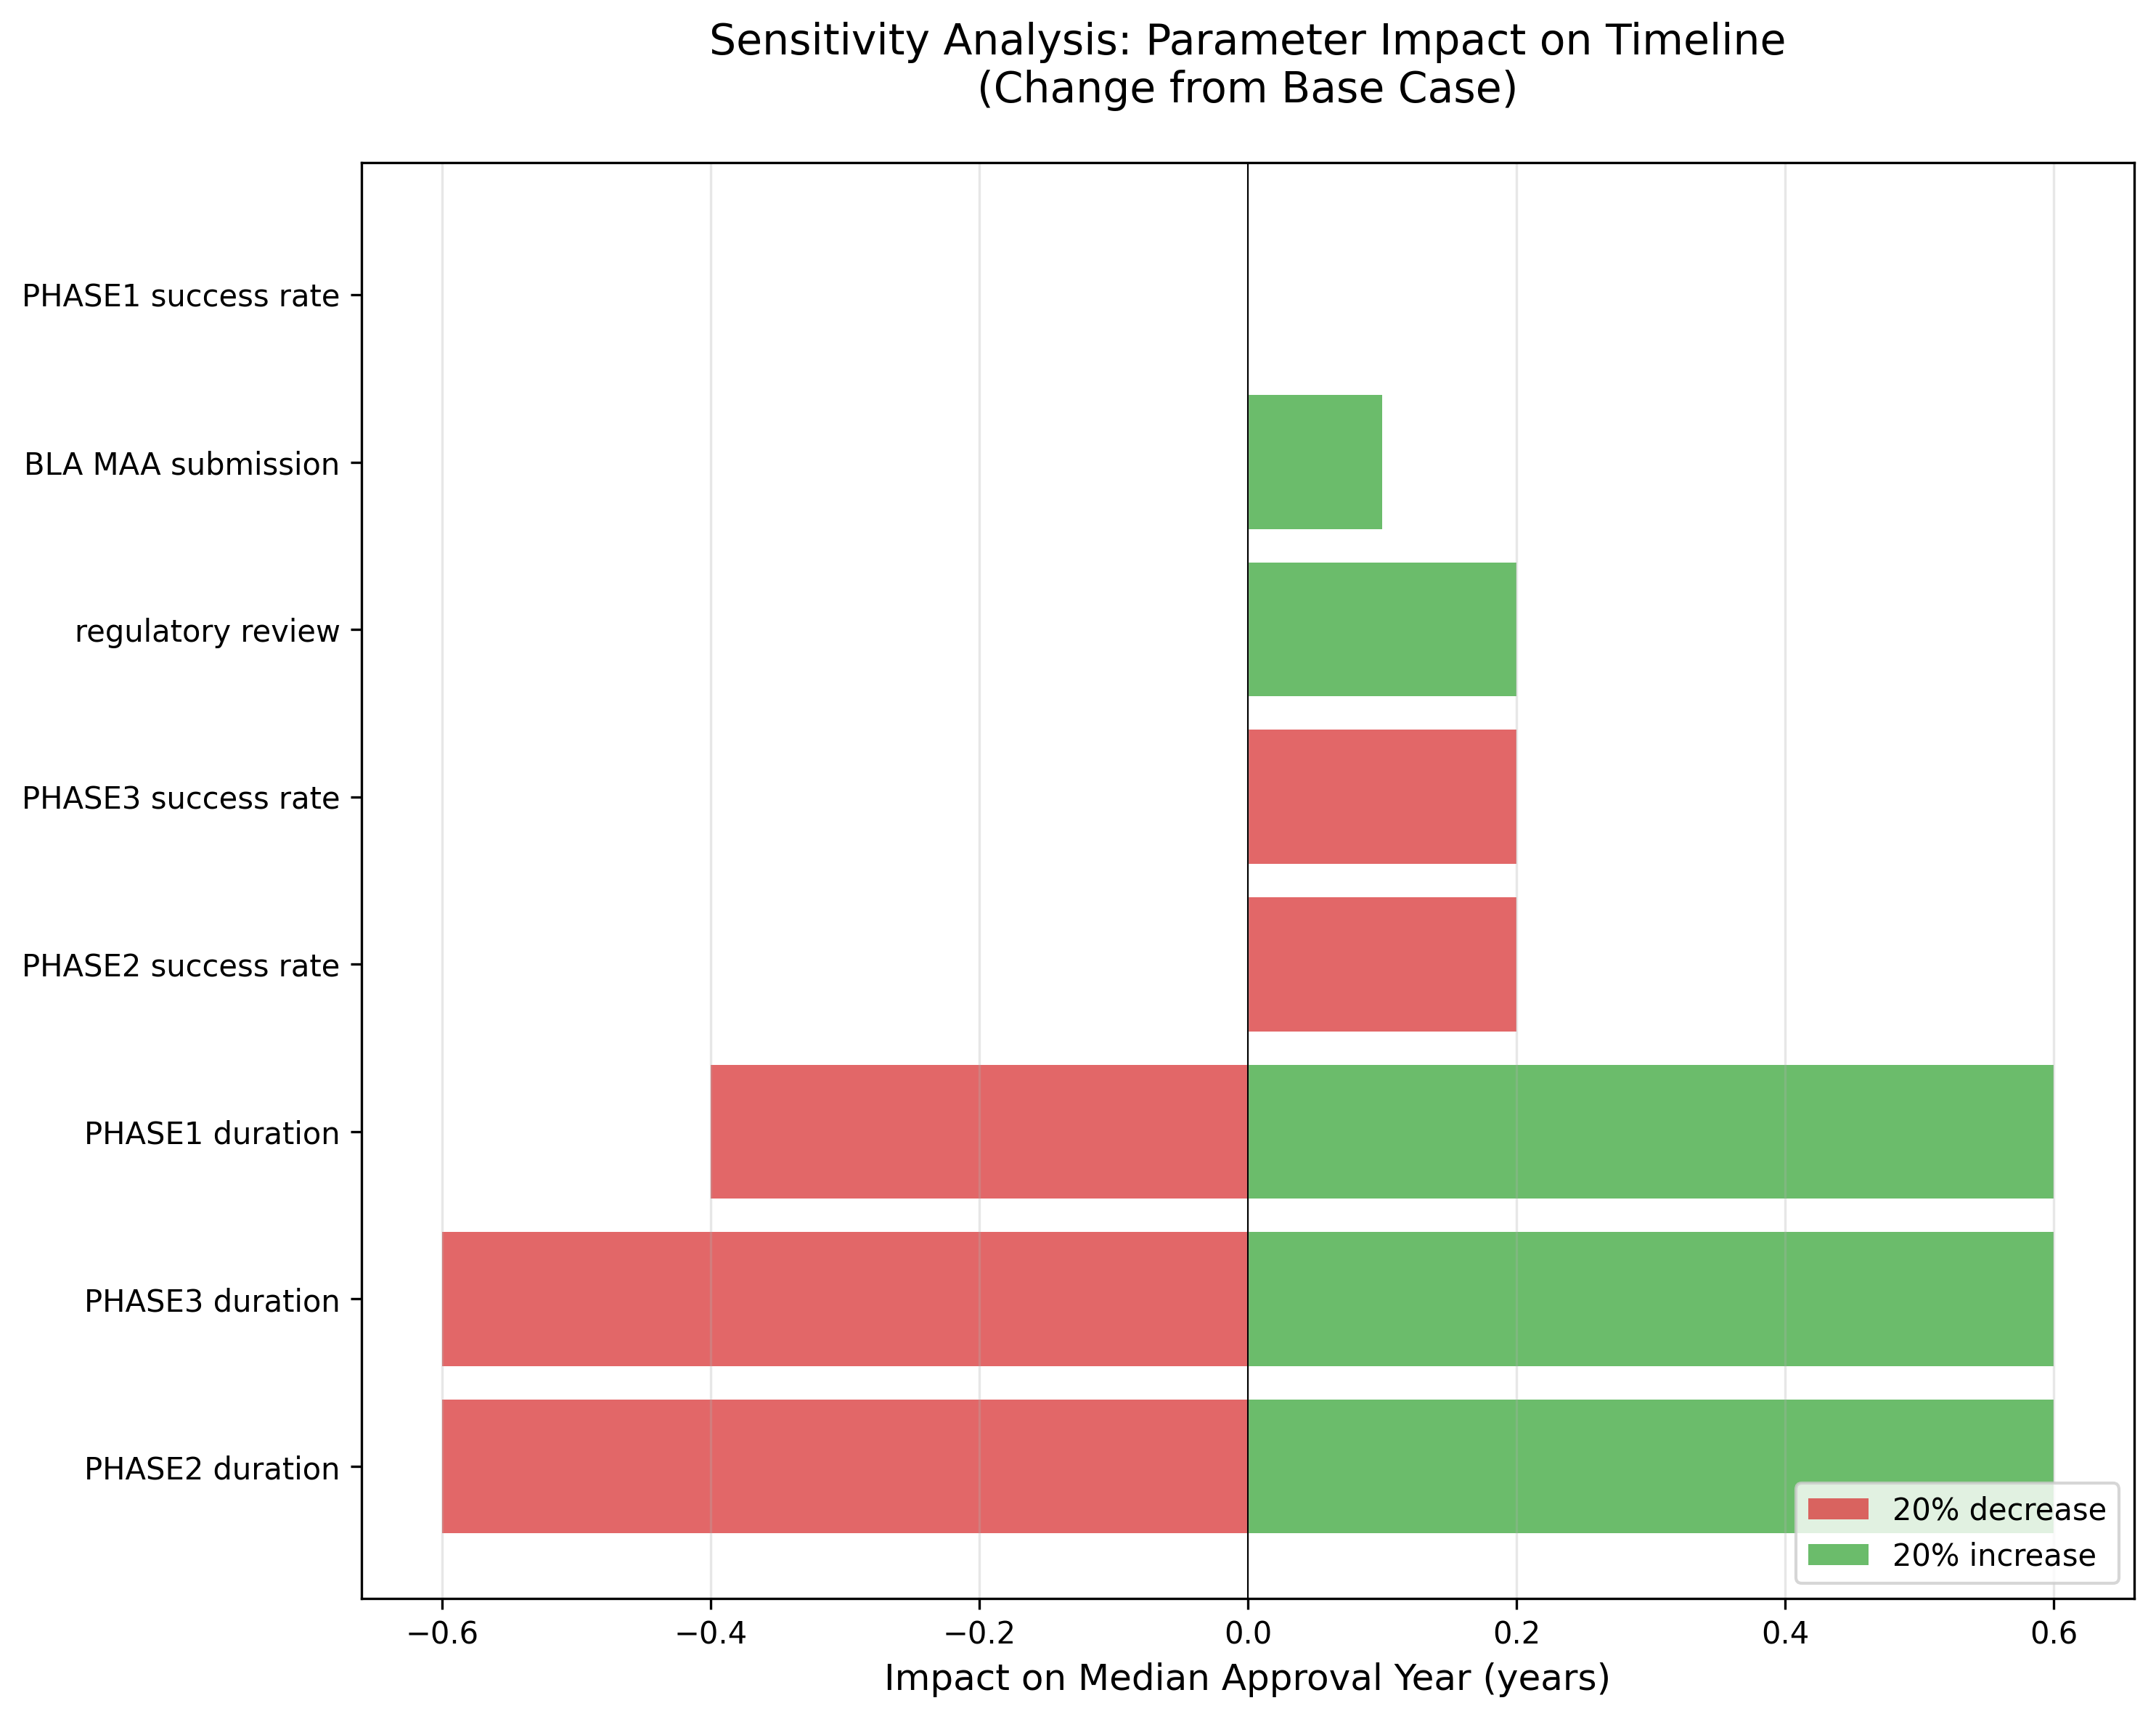 Sensitivity Analysis: Parameter Impact on Timeline
(Change from Base Case)
PHASE1 success rate
BLA MAA submission
regulatory review
PHASE3 success rate
PHASE2 success rate
PHASE1 duration
PHASE3 duration
PHASE2 duration
20% decrease
20% increase
−0.6 −0.4 −0.2 0.0 0.2 0.4 0.6
Impact on Median Approval Year (years)